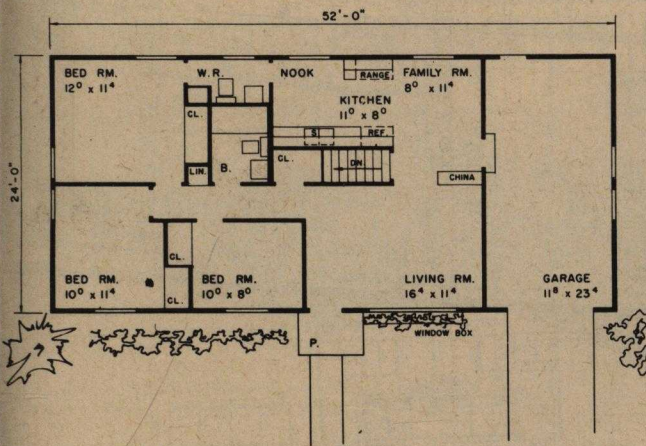 52'-0"
24'-0"
BED RM.
12⁰ x 11⁴
W.R.
NOOK
RANGE
FAMILY RM.
8⁰ x 11⁴
KITCHEN
11⁰ x 8⁰
CL.
S
REF.
LIN.
B.
CL.
DN
CHINA
BED RM.
10⁰ x 11⁴
CL.
CL.
BED RM.
10⁰ x 8⁰
LIVING RM.
16⁴ x 11⁴
GARAGE
11⁸ x 23⁴
P.
WINDOW BOX